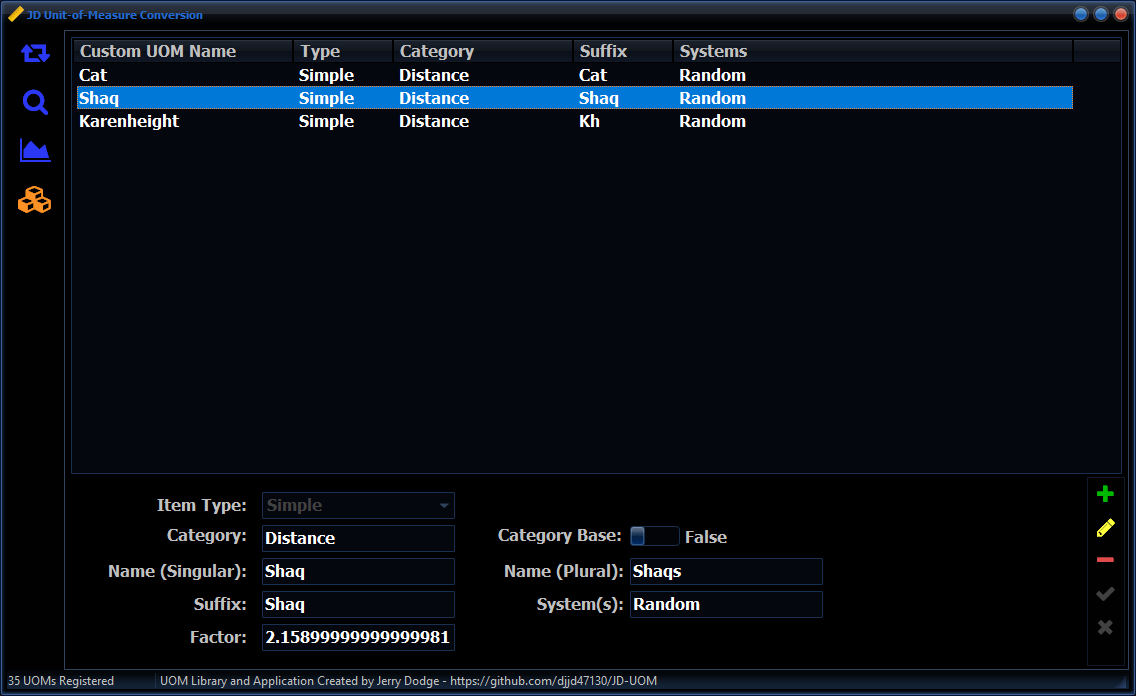 JD Unit-of-Measure Conversion
Custom UOM Name Type Category Suffix Systems
Cat Simple Distance Cat Random
Shaq Simple Distance Shaq Random
Karenheight Simple Distance Kh Random
Item Type: Simple
Category: Distance Category Base: False
Name (Singular): Shaq Name (Plural): Shaqs
Suffix: Shaq System(s): Random
Factor: 2.15899999999999981
35 UOMs Registered UOM Library and Application Created by Jerry Dodge - https://github.com/djjd47130/JD-UOM